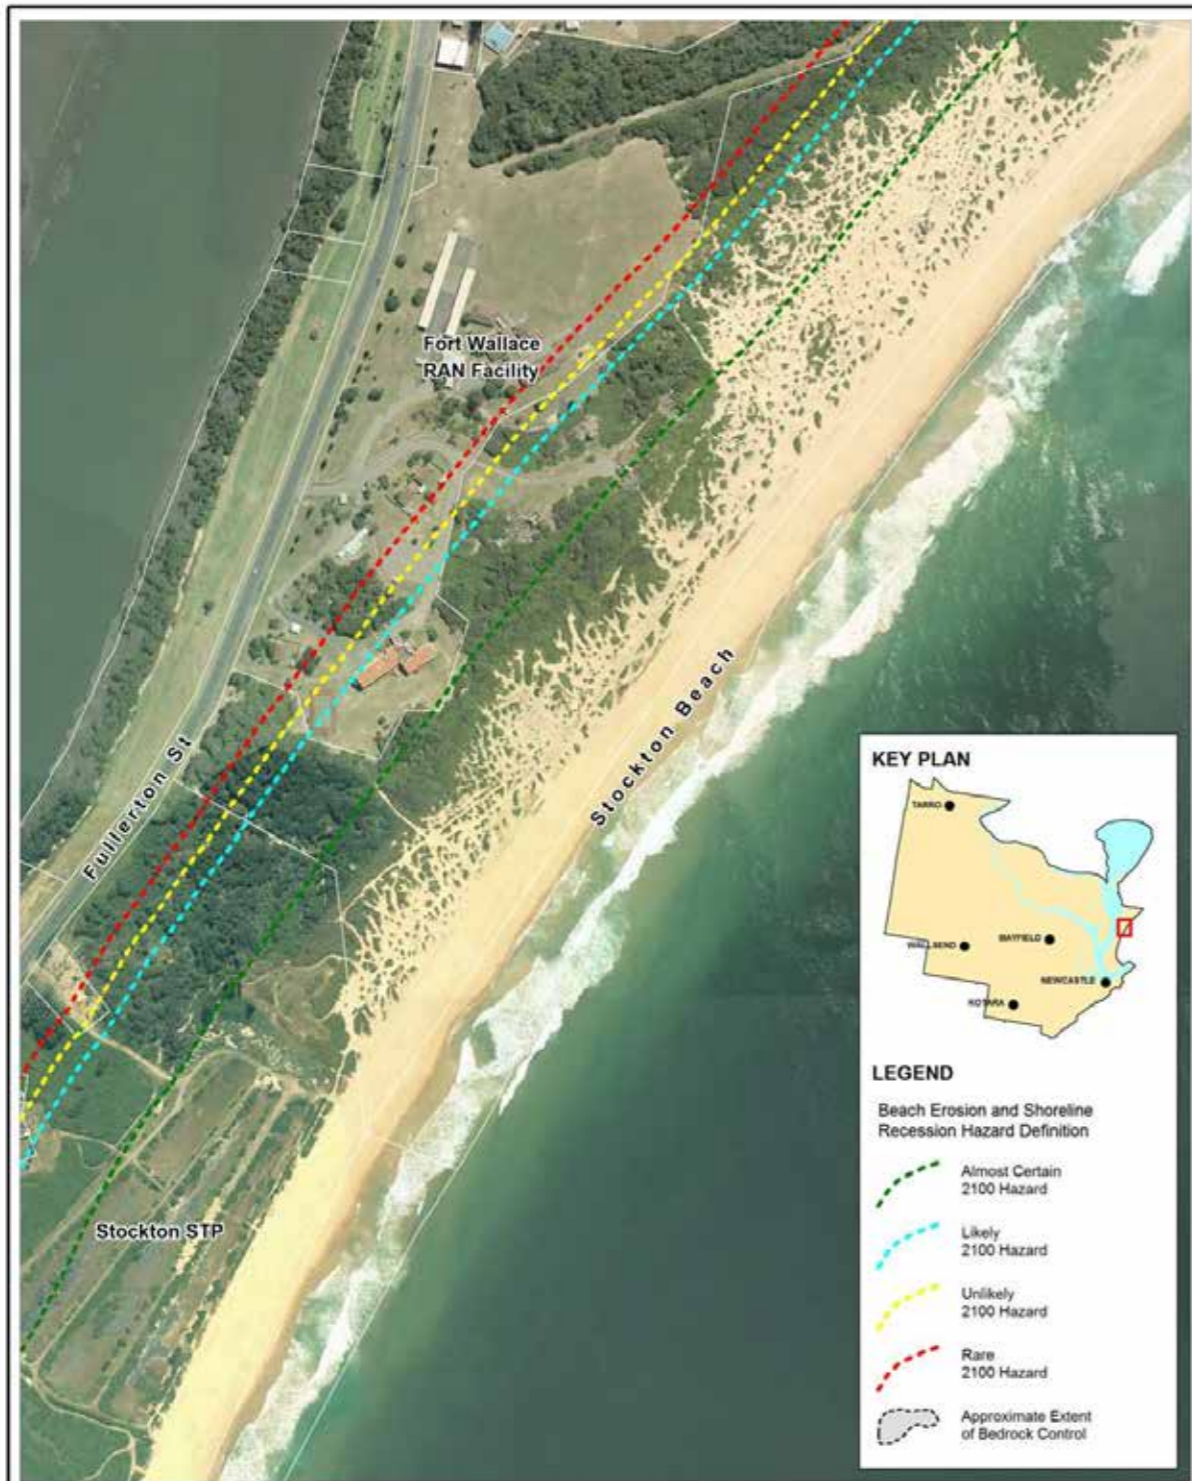 Fort Wallace
RAN Facility
Fullerton St
Stockton Beach
Stockton STP
KEY PLAN
TARRO
WALLSEND
MAYFIELD
NEWCASTLE
KOTARA
LEGEND
Beach Erosion and Shoreline
Recession Hazard Definition
Almost Certain
2100 Hazard
Likely
2100 Hazard
Unlikely
2100 Hazard
Rare
2100 Hazard
Approximate Extent
of Bedrock Control